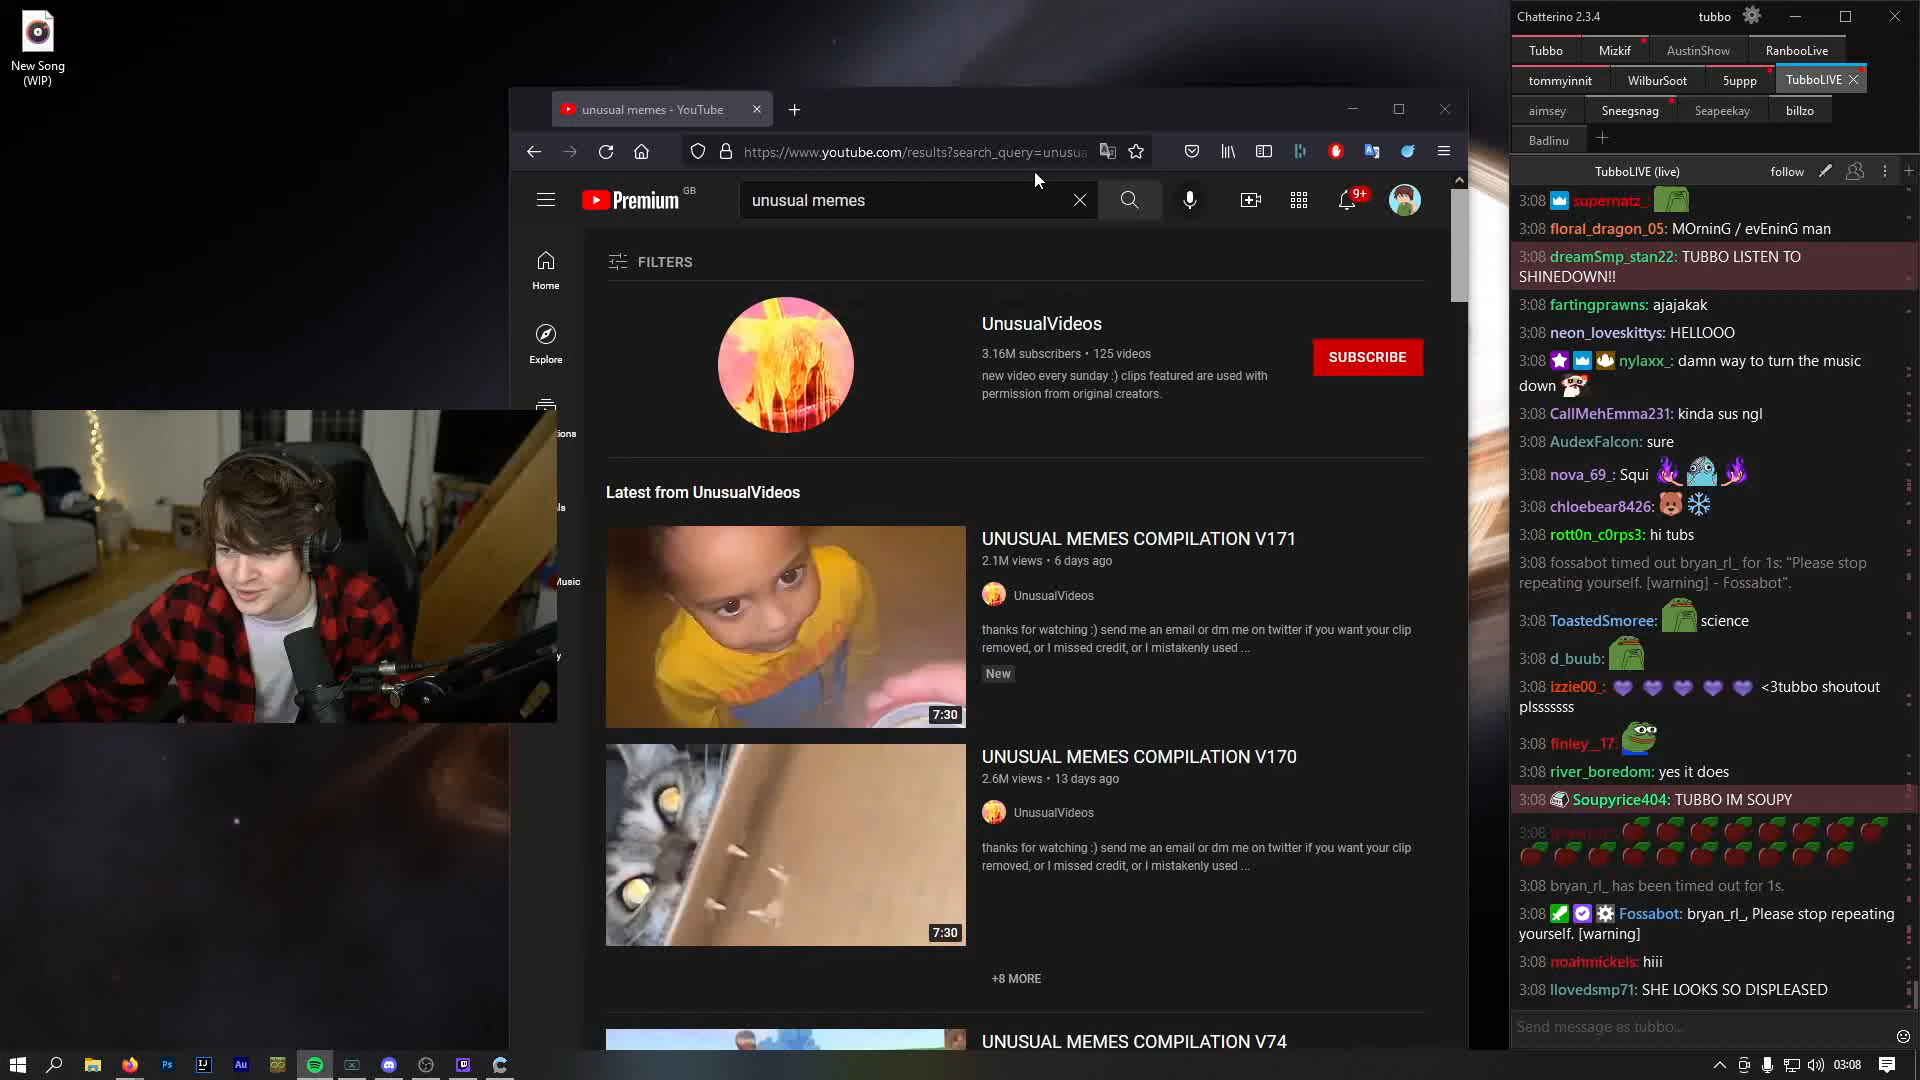 New Song
(WIP)
unusual memes - YouTube
https://www.youtube.com/results?search_query=unusua
Premium
GB
unusual memes
9+
Home
Explore
FILTERS
UnusualVideos
3.16M subscribers • 125 videos
new video every sunday :) clips featured are used with
permission from original creators.
SUBSCRIBE
Latest from UnusualVideos
UNUSUAL MEMES COMPILATION V171
2.1M views • 6 days ago
UnusualVideos
thanks for watching :) send me an email or dm me on twitter if you want your clip
removed, or I missed credit, or I mistakenly used ...
New
7:30
UNUSUAL MEMES COMPILATION V170
2.6M views • 13 days ago
UnusualVideos
thanks for watching :) send me an email or dm me on twitter if you want your clip
removed, or I missed credit, or I mistakenly used ...
7:30
+8 MORE
UNUSUAL MEMES COMPILATION V74
ions
ls
Music
y
Chatterino 2.3.4
tubbo
Tubbo
Mizkif
AustinShow
RanbooLive
tommyinnit
WilburSoot
5uppp
TubboLIVE
aimsey
Sneegsnag
Seapeekay
billzo
Badlinu
TubboLIVE (live)
follow
3:08 supernatz_:
3:08 floral_dragon_05: MOrninG / evEninG man
3:08 dreamSmp_stan22: TUBBO LISTEN TO
SHINEDOWN!!
3:08 fartingprawns: ajajakak
3:08 neon_loveskittys: HELLOOO
3:08 nylaxx_: damn way to turn the music
down
3:08 CallMehEmma231: kinda sus ngl
3:08 AudexFalcon: sure
3:08 nova_69_: Squi
3:08 chloebear8426:
3:08 rott0n_c0rps3: hi tubs
3:08 fossabot timed out bryan_rl_ for 1s: "Please stop
repeating yourself. [warning] - Fossabot".
3:08 ToastedSmoree: science
3:08 d_buub:
3:08 izzie00_: <3tubbo shoutout
plsssssss
3:08 finley__17:
3:08 river_boredom: yes it does
3:08 Soupyrice404: TUBBO IM SOUPY
3:08
3:08 bryan_rl_ has been timed out for 1s.
3:08 Fossabot: bryan_rl_, Please stop repeating
yourself. [warning]
3:08 noahmickels: hiii
3:08 llovedsmp71: SHE LOOKS SO DISPLEASED
Send message as tubbo...
Ps
IJ
Au
03:08